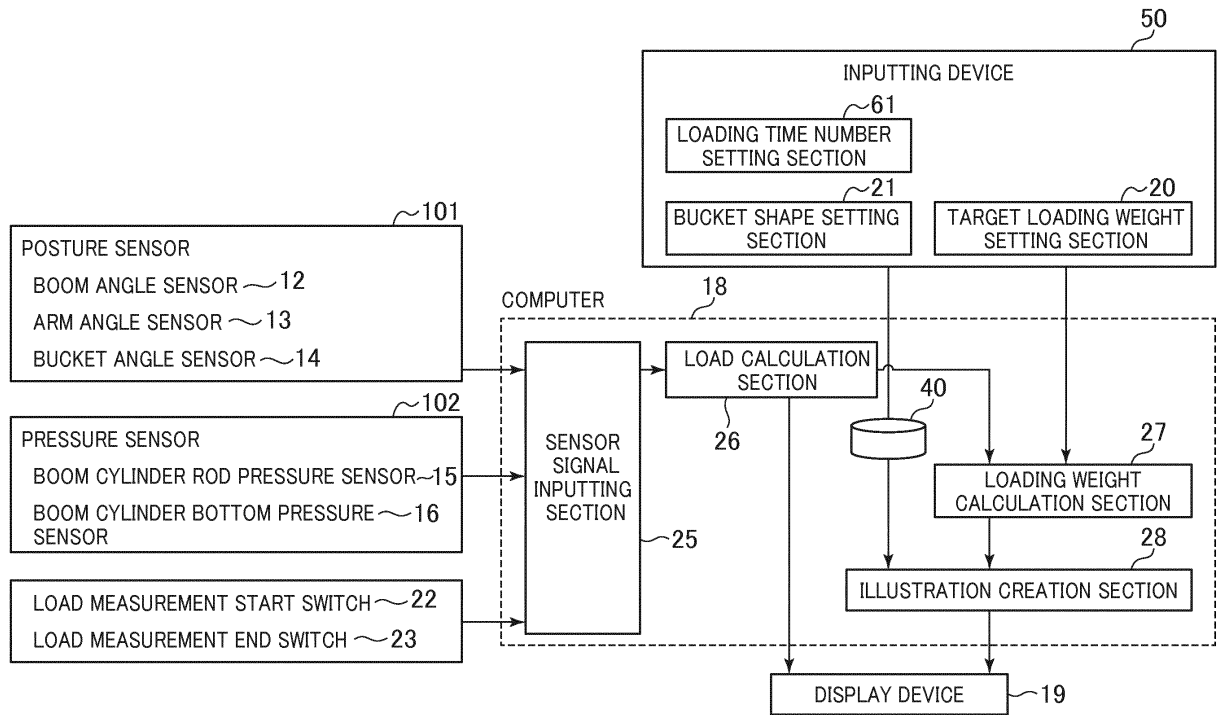 50
INPUTTING DEVICE
61
LOADING TIME NUMBER
SETTING SECTION
21
BUCKET SHAPE SETTING
SECTION
20
TARGET LOADING WEIGHT
SETTING SECTION
101
POSTURE SENSOR
BOOM ANGLE SENSOR 12
ARM ANGLE SENSOR 13
BUCKET ANGLE SENSOR 14
102
PRESSURE SENSOR
BOOM CYLINDER ROD PRESSURE SENSOR 15
BOOM CYLINDER BOTTOM PRESSURE 16
SENSOR
LOAD MEASUREMENT START SWITCH 22
LOAD MEASUREMENT END SWITCH 23
COMPUTER
18
SENSOR
SIGNAL
INPUTTING
SECTION
25
LOAD CALCULATION
SECTION
26
40
27
LOADING WEIGHT
CALCULATION SECTION
28
ILLUSTRATION CREATION SECTION
DISPLAY DEVICE 19